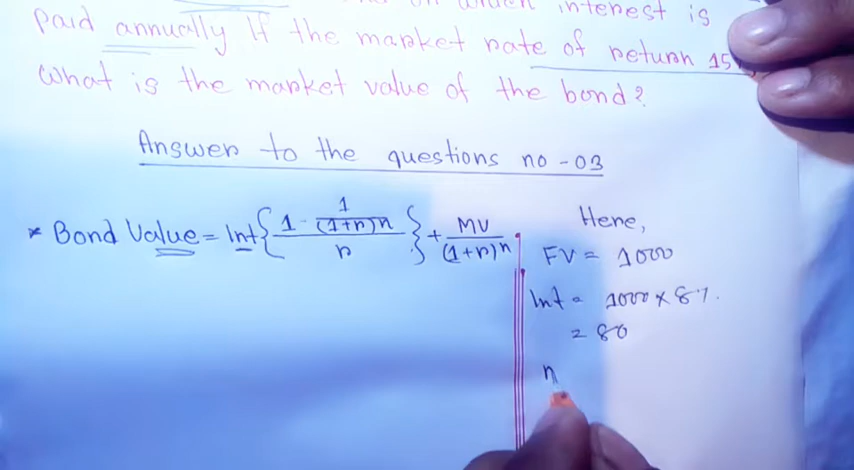 interest is
paid annually If the market rate of return 15
what is the market value of the bond?
Answer to the questions no -03
* Bond Value = Int { 1 - 1/(1+r)n / r } + MV/(1+r)n
Here,
FV = 1000
Int = 1000 × 8%.
= 80
n